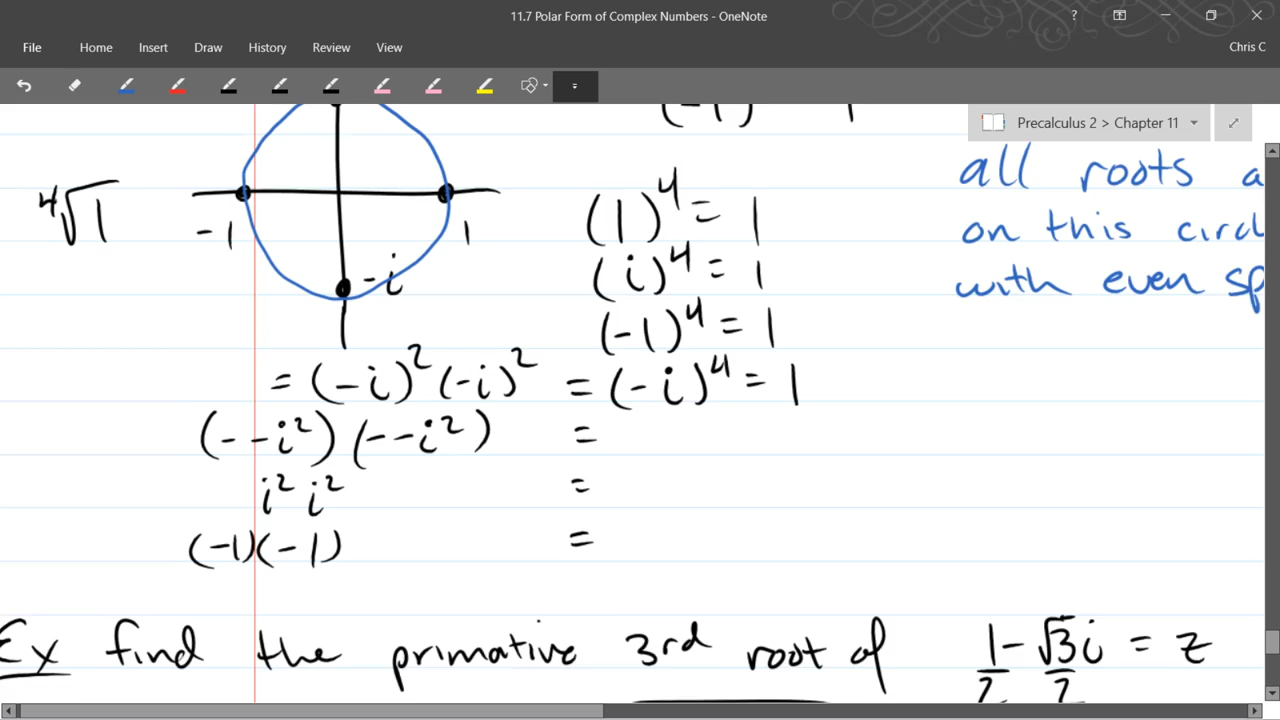 11.7 Polar Form of Complex Numbers - OneNote
?
File Home Insert Draw History Review View
Chris C
Precalculus 2 > Chapter 11
(-1) 1
all roots a
on this circl
with even sp
⁴√1
-1
1
-i
(1)⁴ = 1
(i)⁴ = 1
(-1)⁴ = 1
= (-i)² (-i)² = (-i)⁴ = 1
(--i²) (--i²) =
i² i² =
(-1)(-1) =
Ex find the primative 3rd root of 1/2 - √3/2 i = z